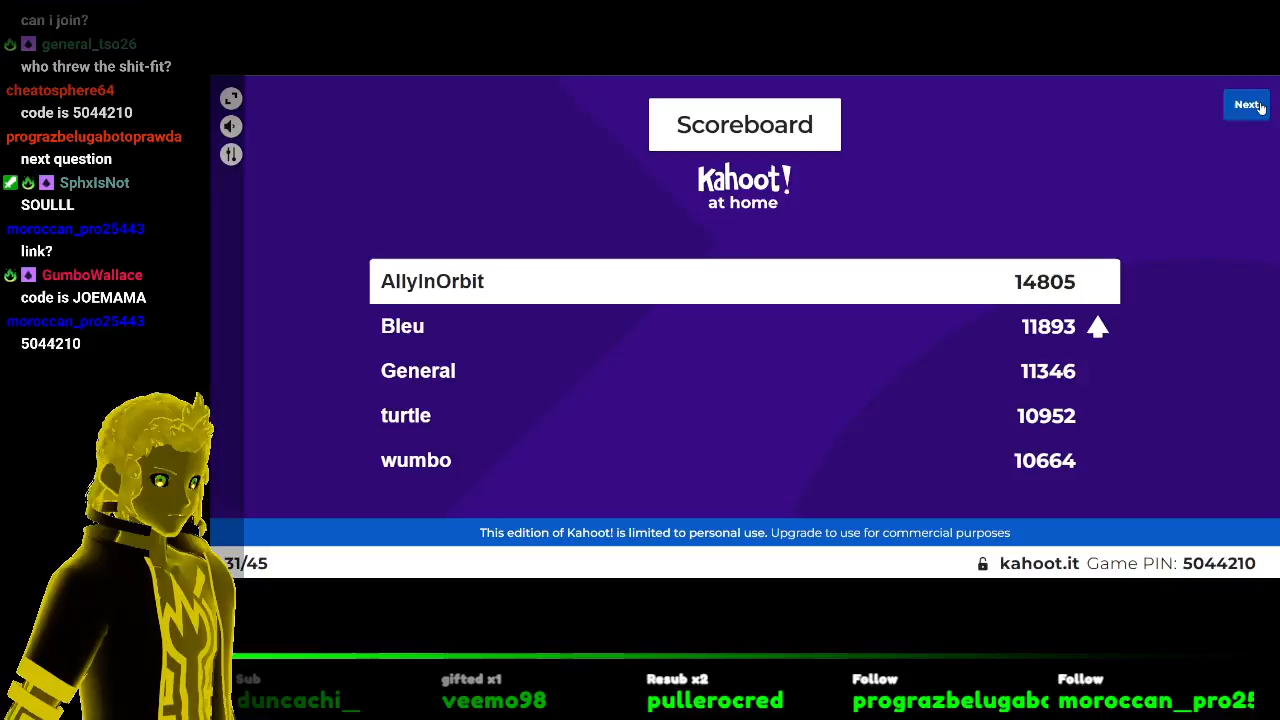 can i join?
general_tso26
who threw the shit-fit?
cheatosphere64
code is 5044210
prograzbelugabotoprawda
next question
SphxIsNot
SOULLL
moroccan_pro25443
link?
GumboWallace
code is JOEMAMA
moroccan_pro25443
5044210
Next
Scoreboard
Kahoot!
at home
AllyInOrbit 14805
Bleu 11893
General 11346
turtle 10952
wumbo 10664
This edition of Kahoot! is limited to personal use. Upgrade to use for commercial purposes
31/45
kahoot.it Game PIN: 5044210
Sub gifted x1 Resub x2 Follow Follow
duncachi_ veemo98 pullerocred prograzbelugabo moroccan_pro25